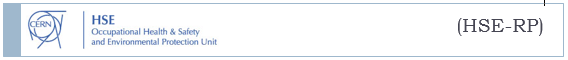 CERN
HSE
Occupational Health & Safety
and Environmental Protection Unit
(HSE-RP)